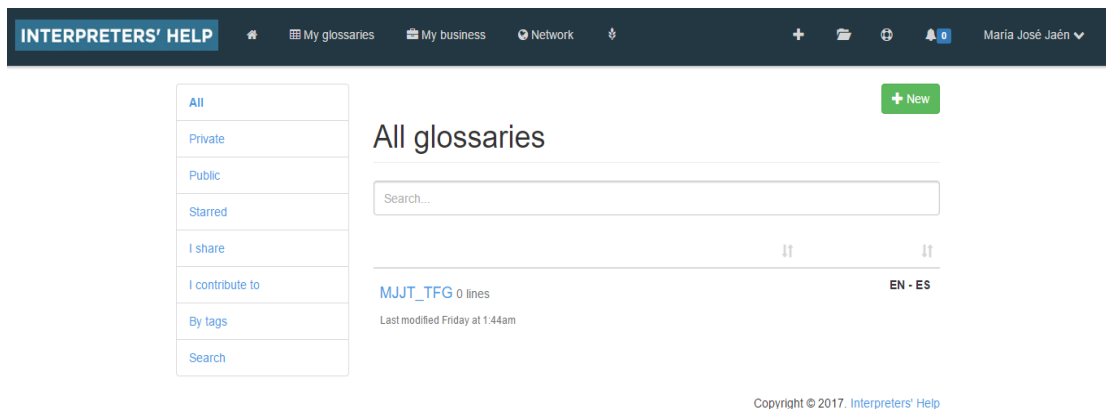 INTERPRETERS' HELP My glossaries My business Network 0 María José Jaén
All
Private
Public
Starred
I share
I contribute to
By tags
Search
New
All glossaries
Search...
MJJT_TFG 0 lines EN - ES
Last modified Friday at 1:44am
Copyright © 2017. Interpreters' Help